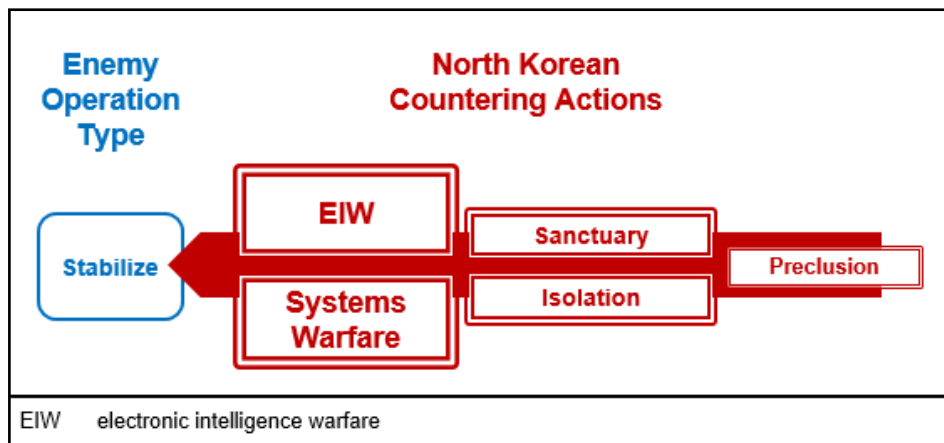 Enemy
Operation
Type
North Korean
Countering Actions
EIW
Sanctuary
Stabilize
Preclusion
Isolation
Systems
Warfare
EIW electronic intelligence warfare